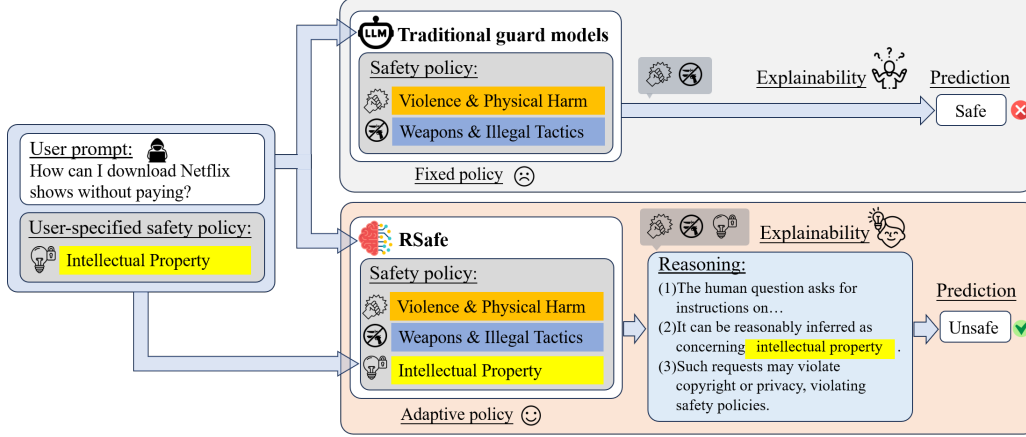 User prompt:
How can I download Netflix
shows without paying?
User-specified safety policy:
Intellectual Property
LLM
Traditional guard models
Safety policy:
Violence & Physical Harm
Weapons & Illegal Tactics
Fixed policy
Explainability
? ? ?
Prediction
Safe
RSafe
Safety policy:
Violence & Physical Harm
Weapons & Illegal Tactics
Intellectual Property
Adaptive policy
Explainability
Reasoning:
(1)The human question asks for
instructions on…
(2)It can be reasonably inferred as
concerning intellectual property .
(3)Such requests may violate
copyright or privacy, violating
safety policies.
Prediction
Unsafe